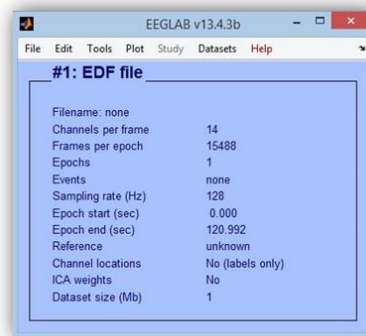 EEGLAB v13.4.3b
File Edit Tools Plot Study Datasets Help
#1: EDF file
Filename: none
Channels per frame 14
Frames per epoch 15488
Epochs 1
Events none
Sampling rate (Hz) 128
Epoch start (sec) 0.000
Epoch end (sec) 120.992
Reference unknown
Channel locations No (labels only)
ICA weights No
Dataset size (Mb) 1